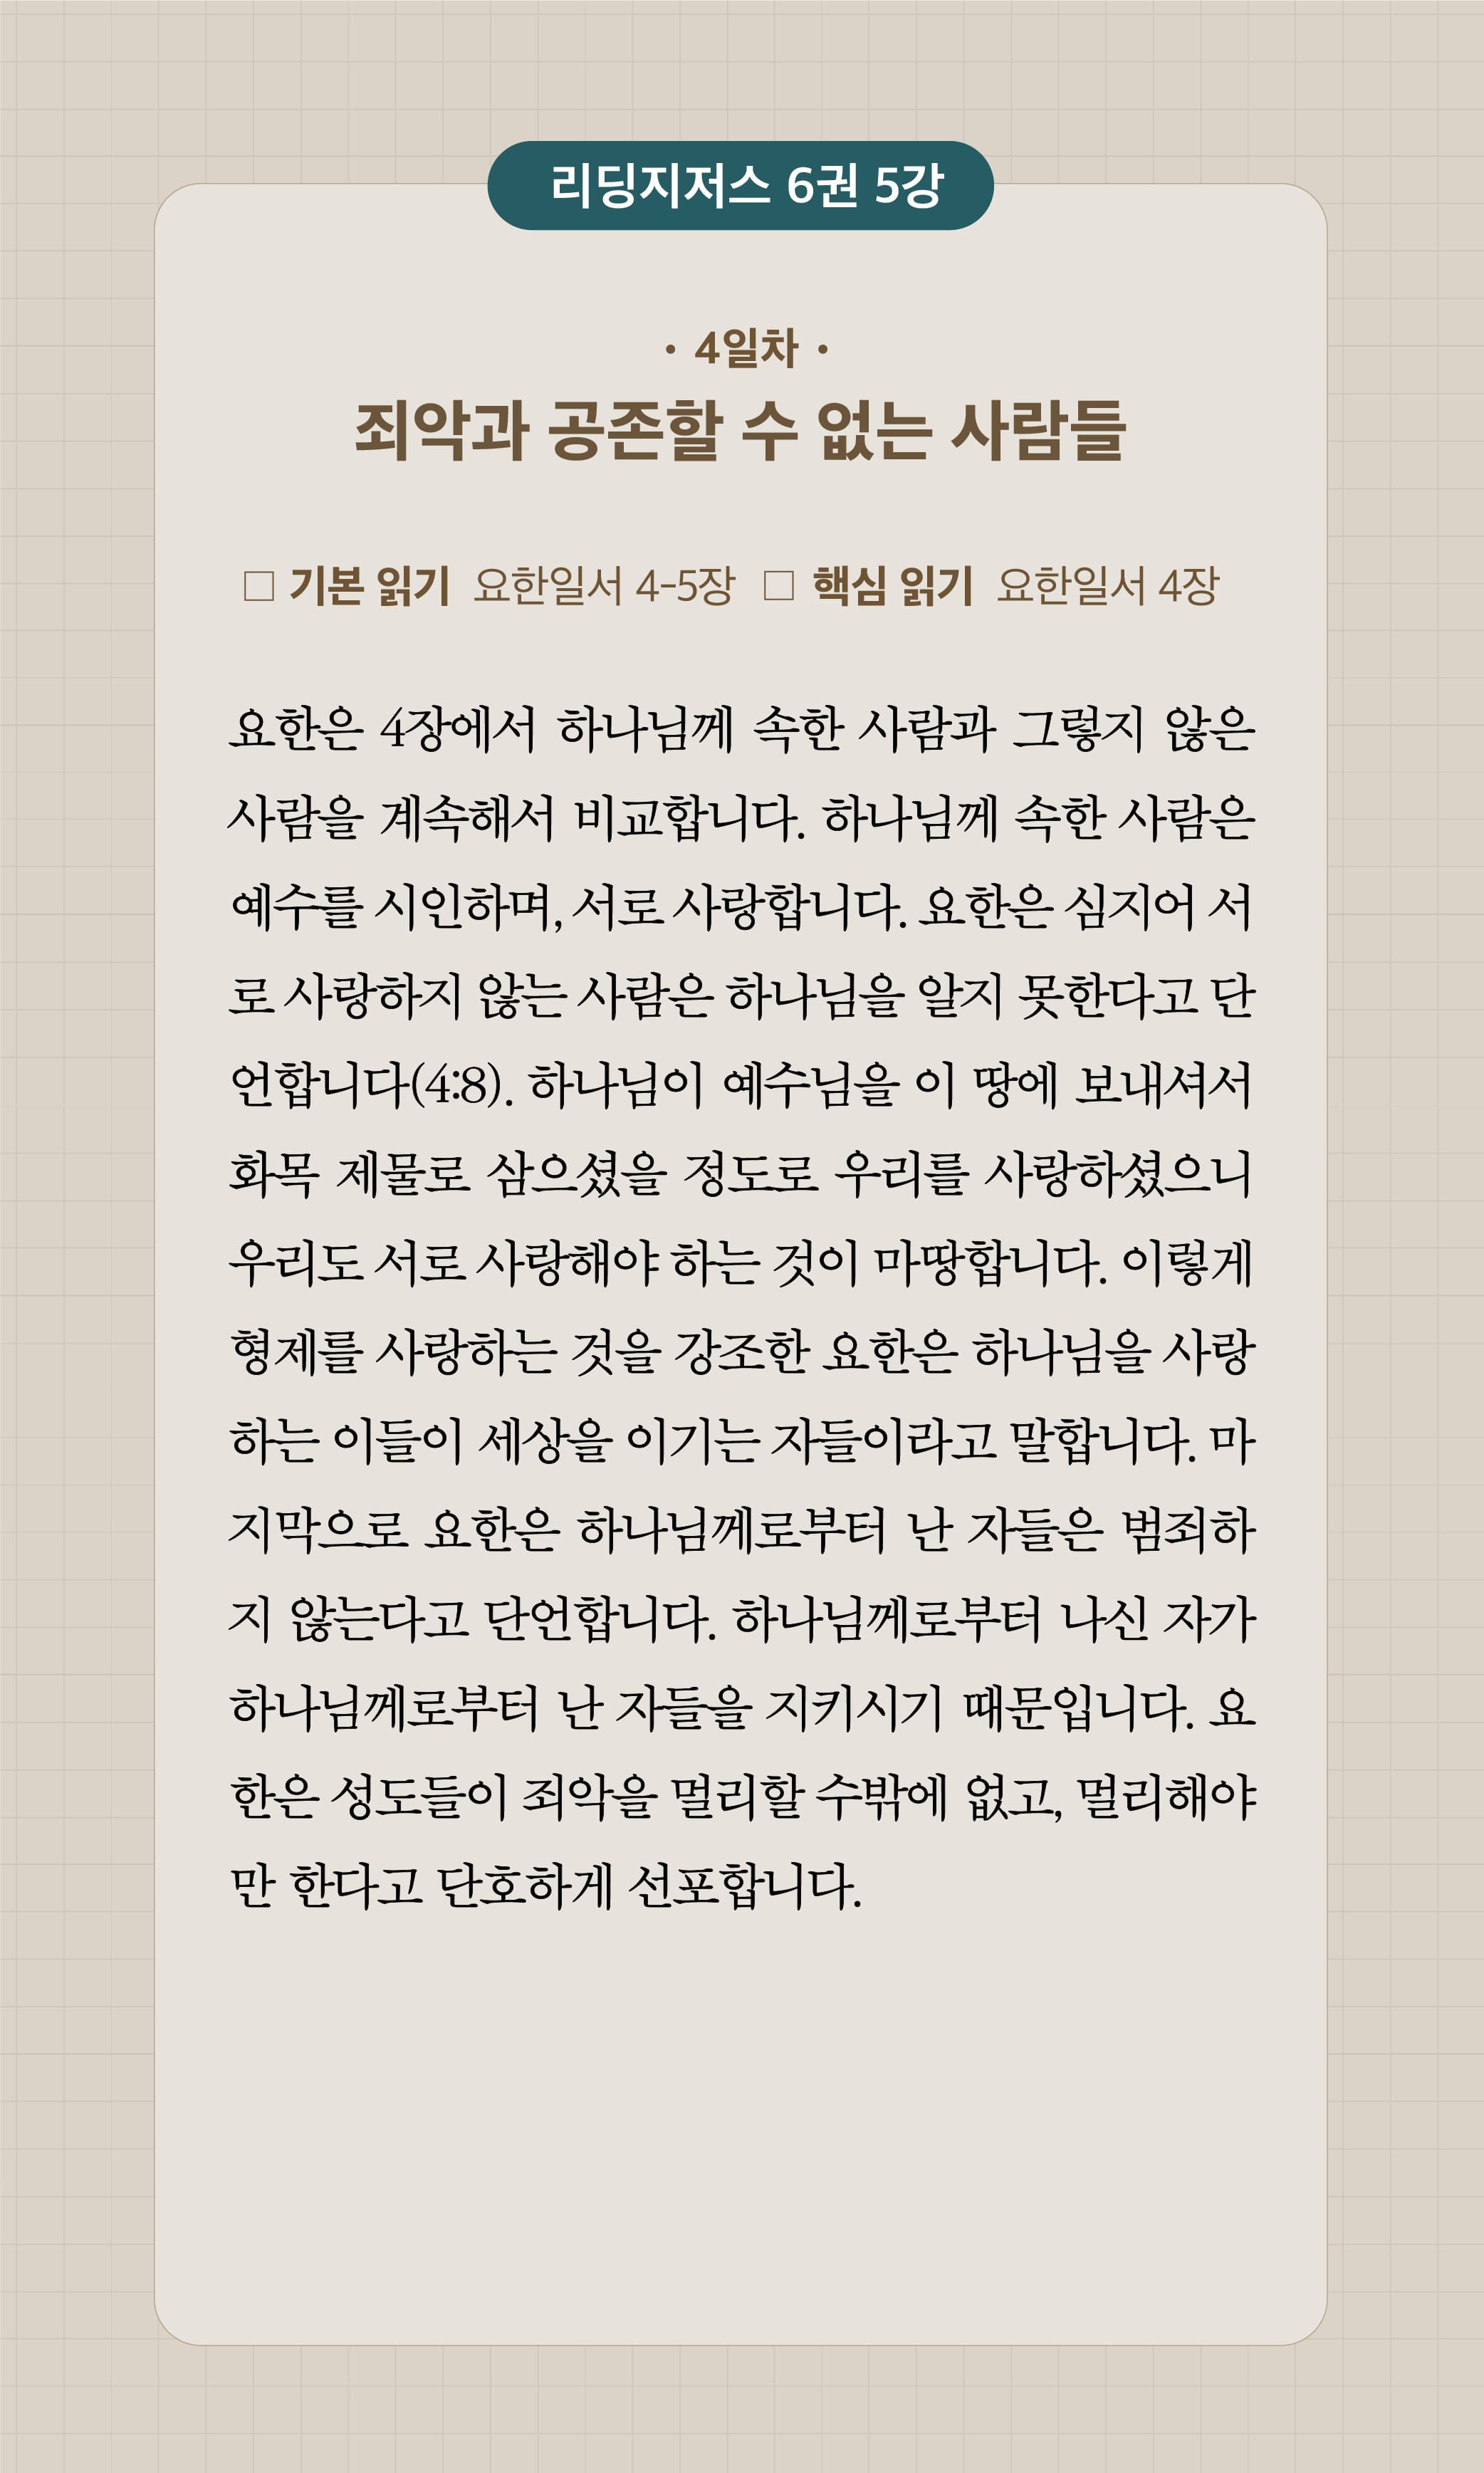 리딩지저스 6권 5강
· 4일차 ·
죄악과 공존할 수 없는 사람들
□ 기본 읽기 요한일서 4-5장 □ 핵심 읽기 요한일서 4장
요한은 4장에서 하나님께 속한 사람과 그렇지 않은
사람을 계속해서 비교합니다. 하나님께 속한 사람은
예수를 시인하며, 서로 사랑합니다. 요한은 심지어 서
로 사랑하지 않는 사람은 하나님을 알지 못한다고 단
언합니다(4:8). 하나님이 예수님을 이 땅에 보내셔서
화목 제물로 삼으셨을 정도로 우리를 사랑하셨으니
우리도 서로 사랑해야 하는 것이 마땅합니다. 이렇게
형제를 사랑하는 것을 강조한 요한은 하나님을 사랑
하는 이들이 세상을 이기는 자들이라고 말합니다. 마
지막으로 요한은 하나님께로부터 난 자들은 범죄하
지 않는다고 단언합니다. 하나님께로부터 나신 자가
하나님께로부터 난 자들을 지키시기 때문입니다. 요
한은 성도들이 죄악을 멀리할 수밖에 없고, 멀리해야
만 한다고 단호하게 선포합니다.